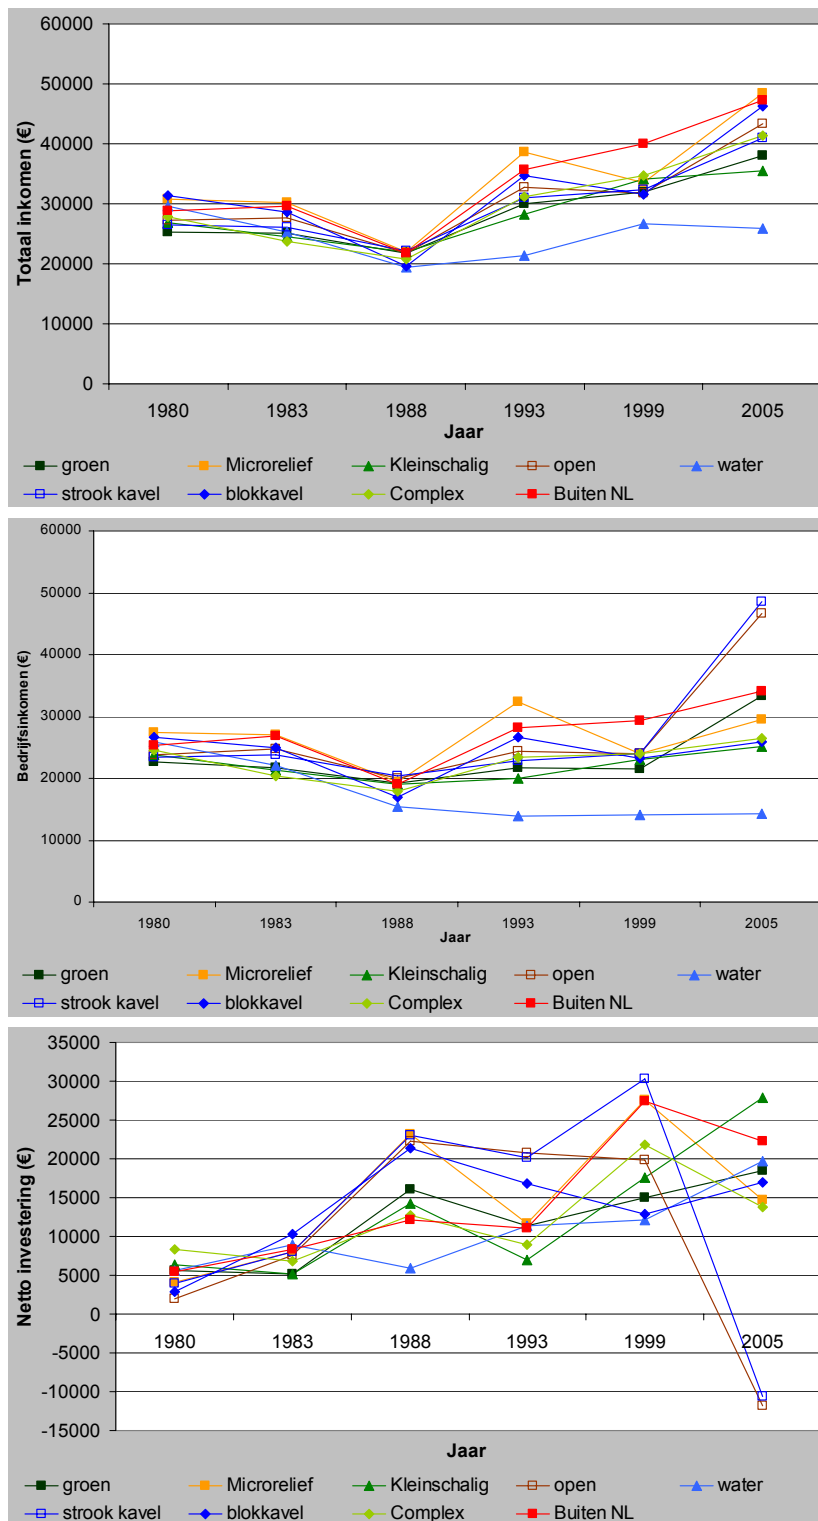 Totaal inkomen (€)
60000
50000
40000
30000
20000
10000
0
1980 1983 1988 1993 1999 2005
Jaar
groen Microrelief Kleinschalig open water
strook kavel blokkavel Complex Buiten NL
Bedrijfsinkomen (€)
60000
50000
40000
30000
20000
10000
0
1980 1983 1988 1993 1999 2005
Jaar
groen Microrelief Kleinschalig open water
strook kavel blokkavel Complex Buiten NL
Netto investering (€)
35000
30000
25000
20000
15000
10000
5000
0
1980 1983 1988 1993 1999 2005
-5000
-10000
-15000
Jaar
groen Microrelief Kleinschalig open water
strook kavel blokkavel Complex Buiten NL